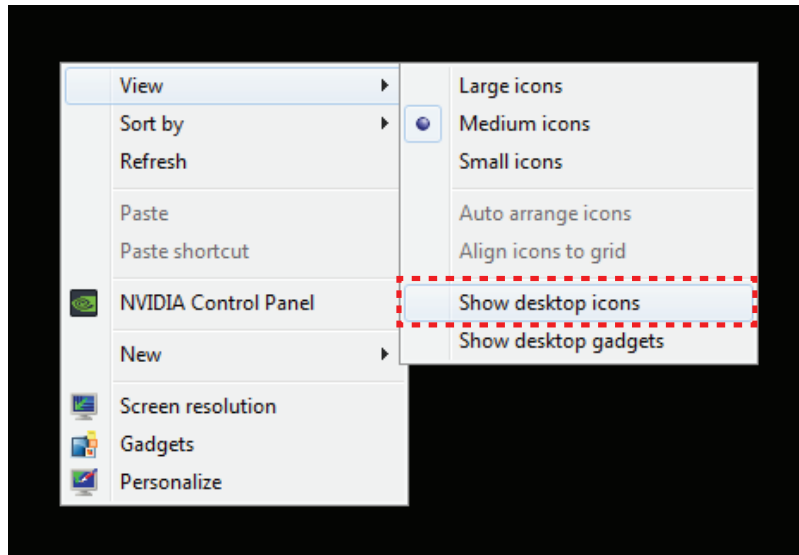 View
Sort by
Refresh
Paste
Paste shortcut
NVIDIA Control Panel
New
Screen resolution
Gadgets
Personalize
Large icons
Medium icons
Small icons
Auto arrange icons
Align icons to grid
Show desktop icons
Show desktop gadgets